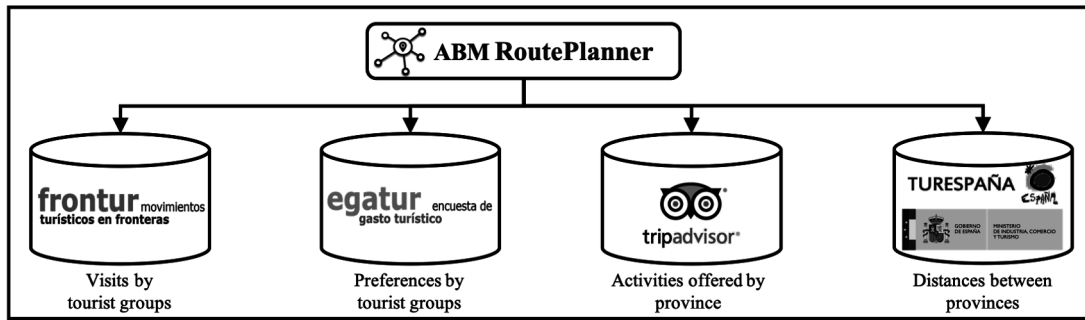 ABM RoutePlanner
frontur movimientos
turísticos en fronteras
Visits by
tourist groups
egatur encuesta de
gasto turístico
Preferences by
tourist groups
tripadvisor®
Activities offered by
province
TURESPAÑA
ESPAÑA
GOBIERNO
DE ESPAÑA
MINISTERIO
DE INDUSTRIA, COMERCIO
Y TURISMO
Distances between
provinces